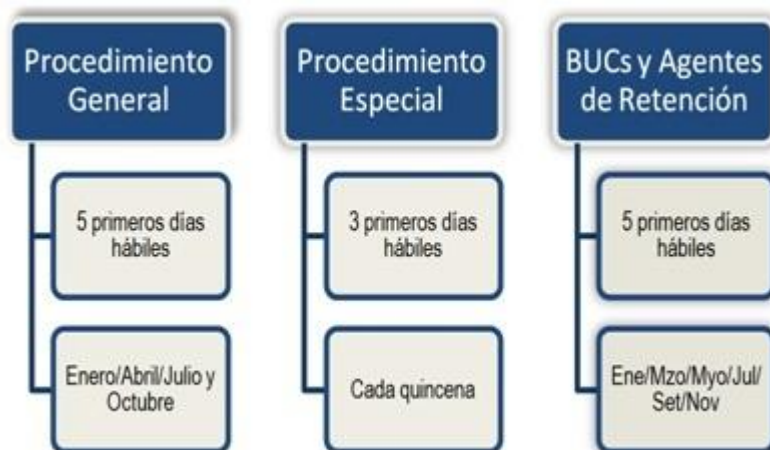 Procedimiento
General
5 primeros días
hábiles
Enero/Abril/Julio y
Octubre
Procedimiento
Especial
3 primeros días
hábiles
Cada quincena
BUCs y Agentes
de Retención
5 primeros días
hábiles
Ene/Mzo/Myo/Jul/
Set/Nov